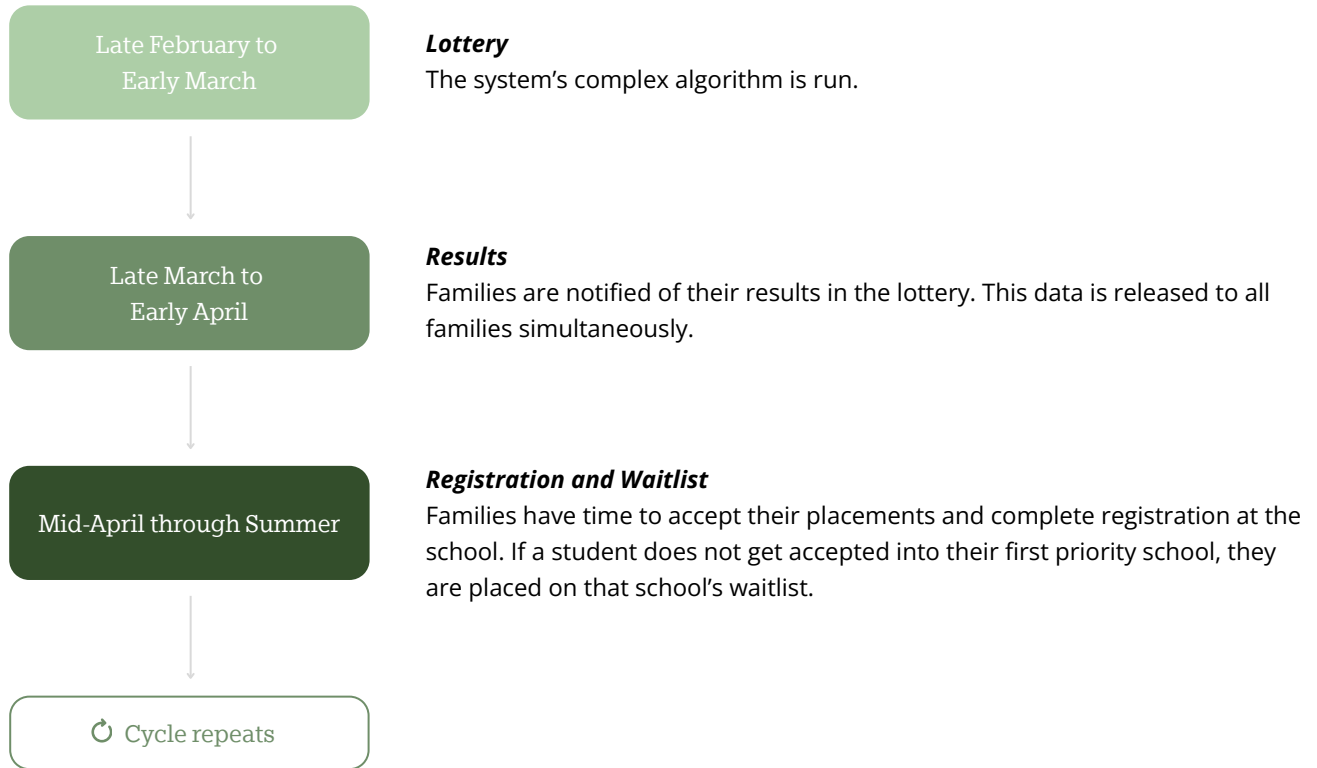 Late February to
Early March
Lottery
The system’s complex algorithm is run.
Late March to
Early April
Results
Families are notified of their results in the lottery. This data is released to all
families simultaneously.
Mid-April through Summer
Registration and Waitlist
Families have time to accept their placements and complete registration at the
school. If a student does not get accepted into their first priority school, they
are placed on that school’s waitlist.
Cycle repeats